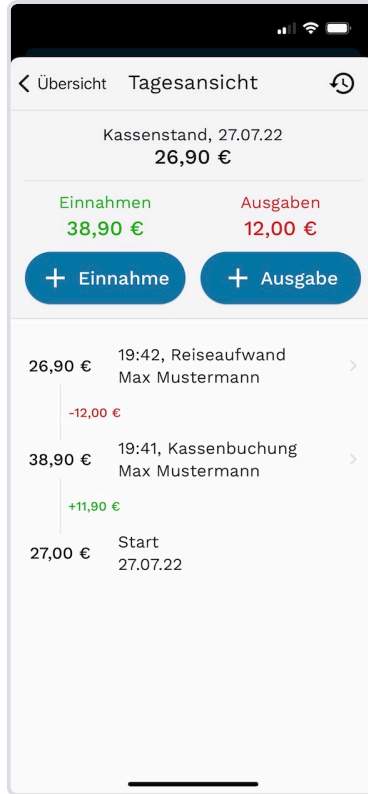 Übersicht Tagesansicht
Kassenstand, 27.07.22
26,90 €
Einnahmen Ausgaben
38,90 € 12,00 €
+ Einnahme + Ausgabe
26,90 € 19:42, Reiseaufwand
Max Mustermann
-12,00 €
38,90 € 19:41, Kassenbuchung
Max Mustermann
+11,90 €
27,00 € Start
27.07.22